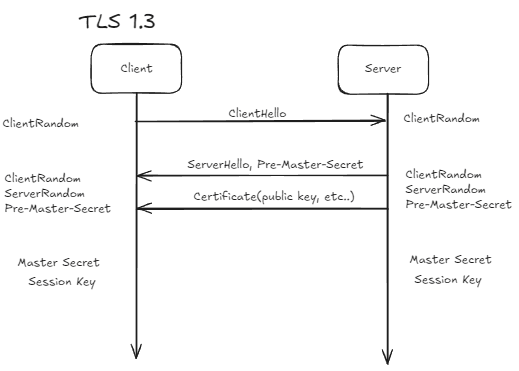 TLS 1.3
Client
Server
ClientHello
ClientRandom
ClientRandom
ServerHello, Pre-Master-Secret
ClientRandom
ServerRandom
Pre-Master-Secret
ClientRandom
ServerRandom
Pre-Master-Secret
Certificate(public key, etc..)
Master Secret
Session Key
Master Secret
Session Key